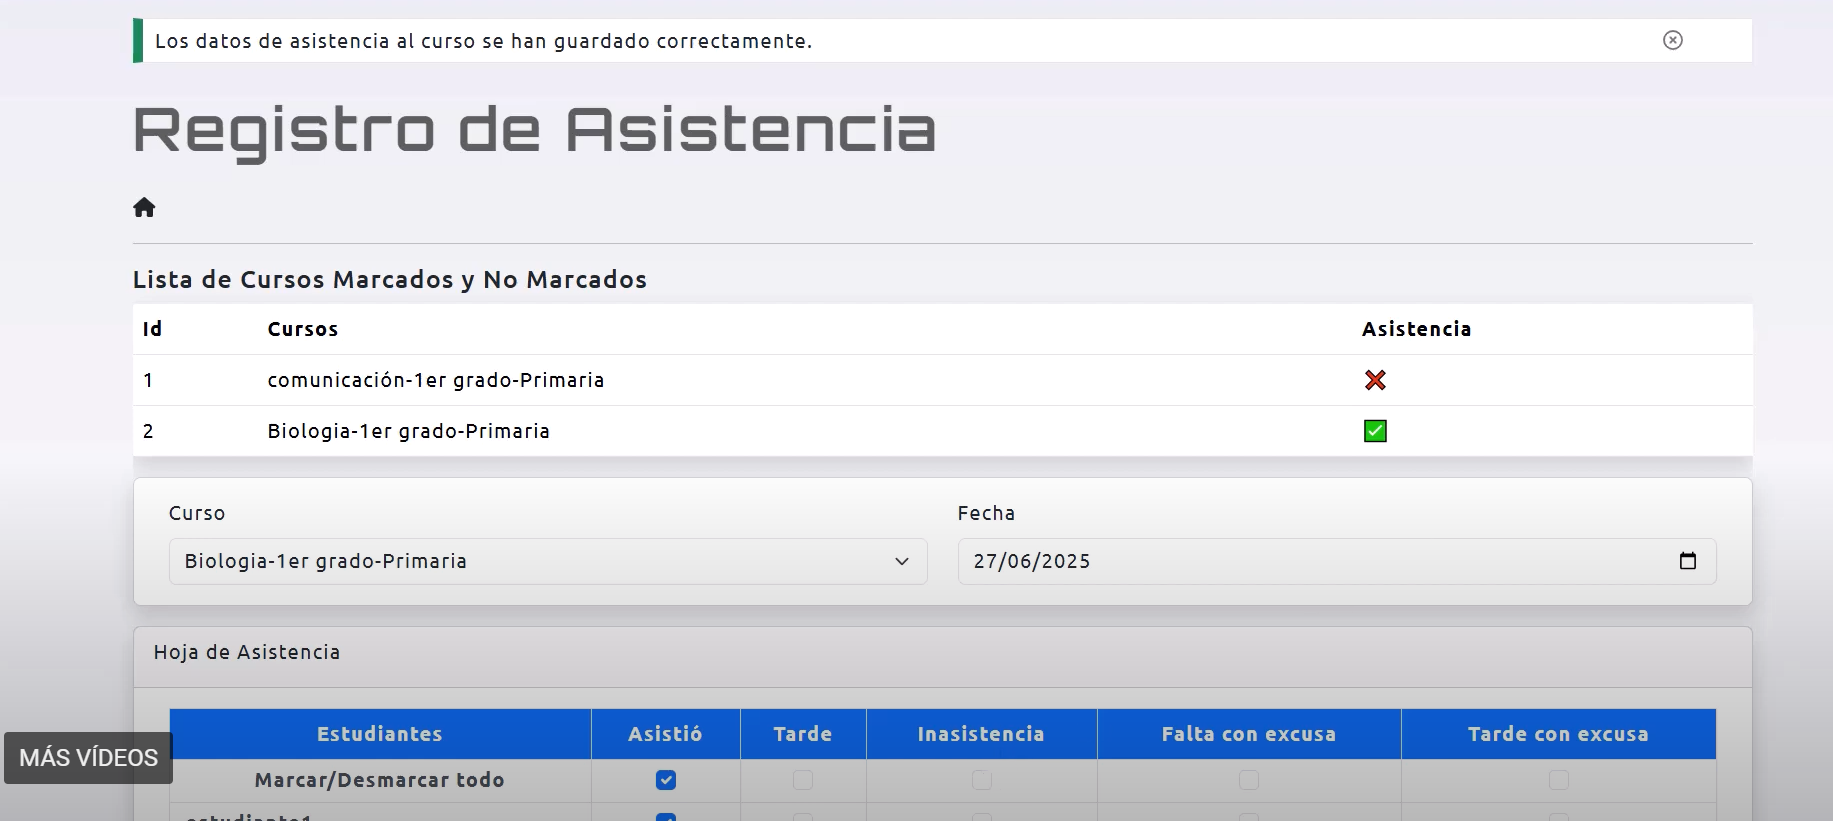 Los datos de asistencia al curso se han guardado correctamente.
Registro de Asistencia
Lista de Cursos Marcados y No Marcados
Id Cursos Asistencia
1 comunicación-1er grado-Primaria
2 Biologia-1er grado-Primaria
Curso Fecha
Biologia-1er grado-Primaria 27/06/2025
Hoja de Asistencia
Estudiantes Asistió Tarde Inasistencia Falta con excusa Tarde con excusa
MÁS VÍDEOS
Marcar/Desmarcar todo
estudiante1